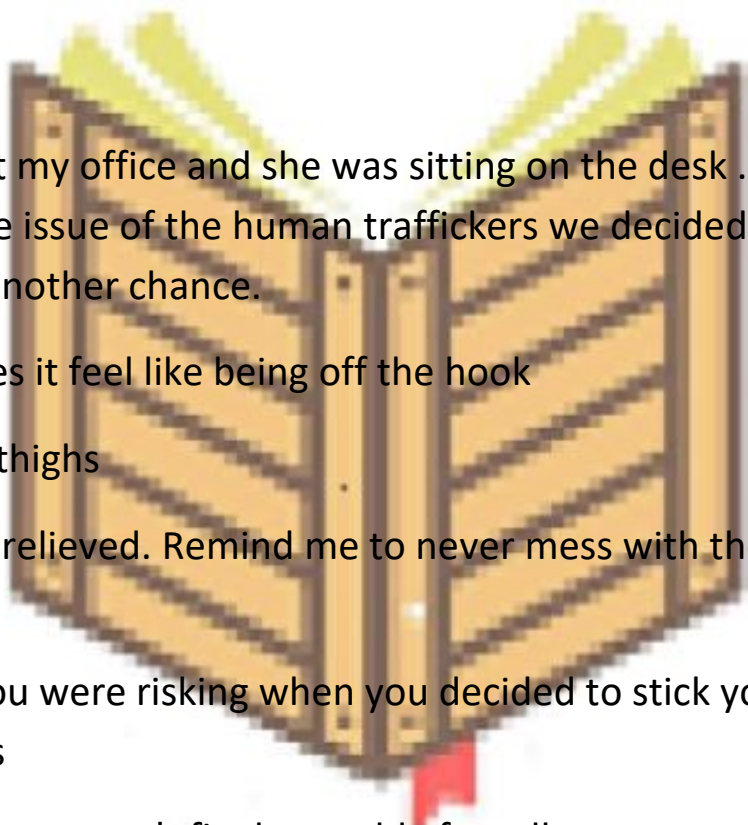 my office and she was sitting on the desk .
issue of the human traffickers we decided
nother chance.
es it feel like being off the hook
thighs
relieved. Remind me to never mess with th
ou were risking when you decided to stick yo
s